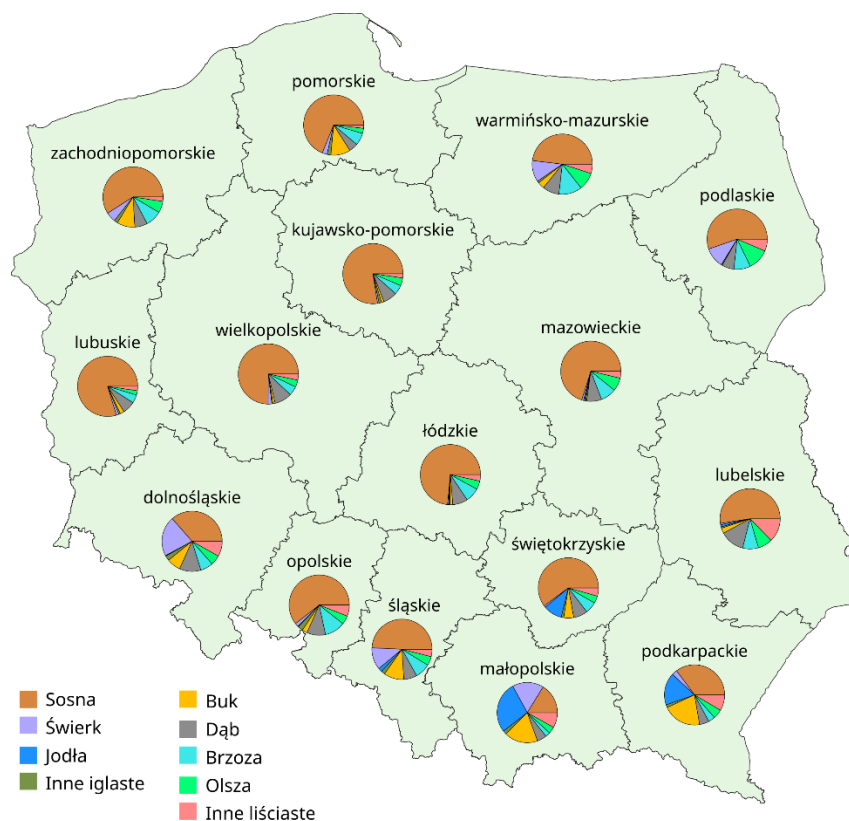 pomorskie
warmińsko-mazurskie
zachodniopomorskie
podlaskie
kujawsko-pomorskie
wielkopolskie
mazowieckie
lubuskie
łódzkie
lubelskie
dolnośląskie
świętokrzyskie
opolskie
śląskie
podkarpackie
małopolskie
Sosna
Świerk
Jodła
Inne iglaste
Buk
Dąb
Brzoza
Olsza
Inne liściaste